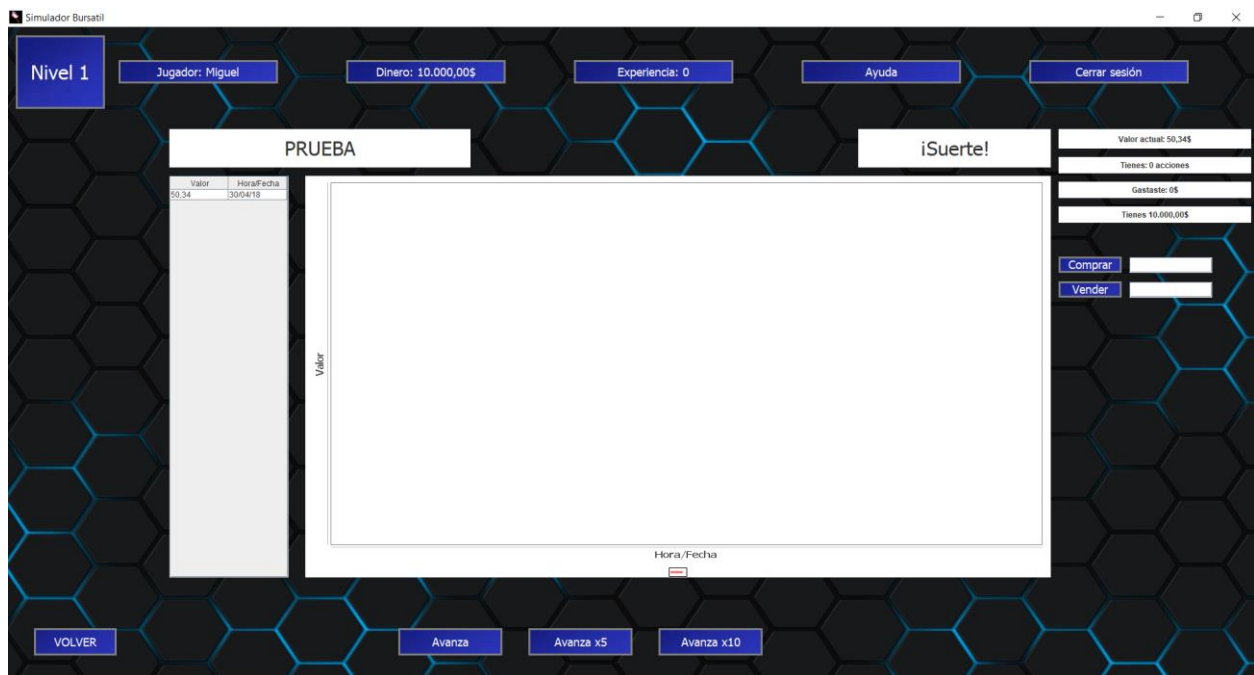 Simulador Bursatil
Nivel 1
Jugador: Miguel
Dinero: 10.000,00$
Experiencia: 0
Ayuda
Cerrar sesión
PRUEBA
¡Suerte!
Valor actual: 50,34$
Tienes: 0 acciones
Gastaste: 0$
Tienes 10.000,00$
Valor Hora/Fecha
50,34 30/04/18
Comprar
Vender
Valor
Hora/Fecha
VOLVER
Avanza
Avanza x5
Avanza x10